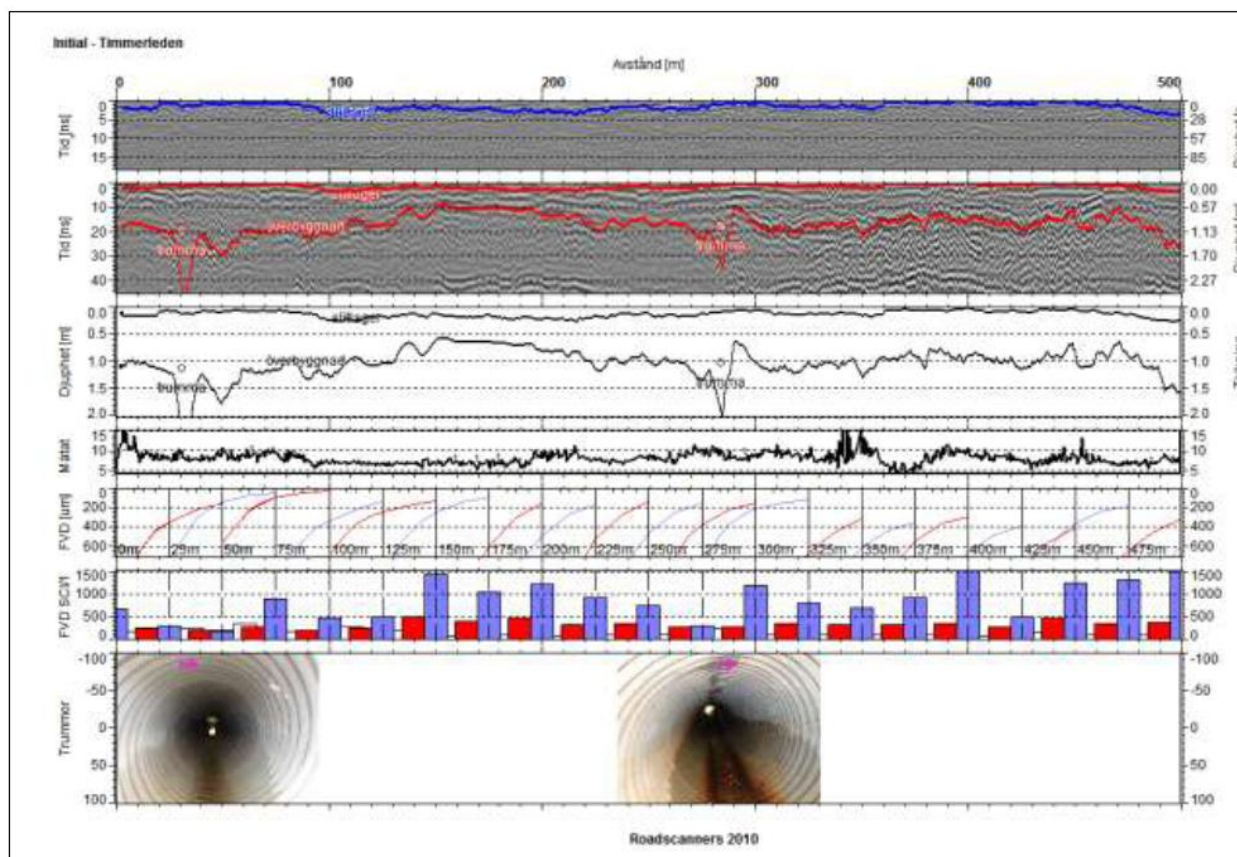 Initial - Timmerleden
Avstånd [m]
0 100 200 300 400 500
Tid [ns]
0 5 10 15
slitlager
0 28 57 85
Tid [ns]
0 10 20 30 40
slitlager
överbyggnad
trumma
trumma
0.00 0.57 1.13 1.70 2.27
Djuphet [m]
0.0 0.5 1.0 1.5 2.0
slitlager
överbyggnad
trumma
trumma
0.0 0.5 1.0 1.5 2.0
Mätat
15 10 5
15 10 5
FVD [um]
0 200 400 600
0m 25m 50m 75m 100m 125m 150m 175m 200m 225m 250m 275m 300m 325m 350m 375m 400m 425m 450m 475m
0 200 400 600
FVD SCI/1
1500 1000 500 0
1500 1000 500 0
Trummor
-100 -50 0 50 100
-100 -50 0 50 100
Roadscanners 2010